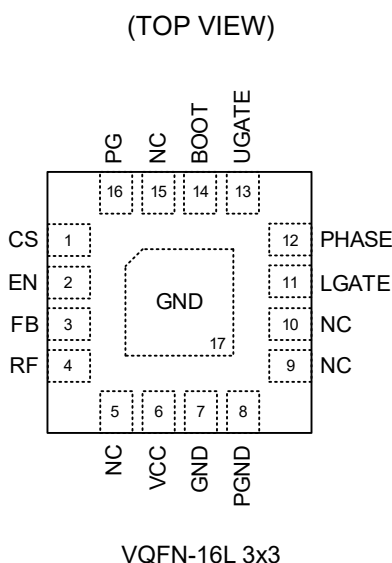 (TOP VIEW)
PG NC BOOT UGATE
16 15 14 13
CS 1 12 PHASE
EN 2 11 LGATE
GND
FB 3 10 NC
17
RF 4 9 NC
5 6 7 8
NC VCC GND PGND
VQFN-16L 3x3